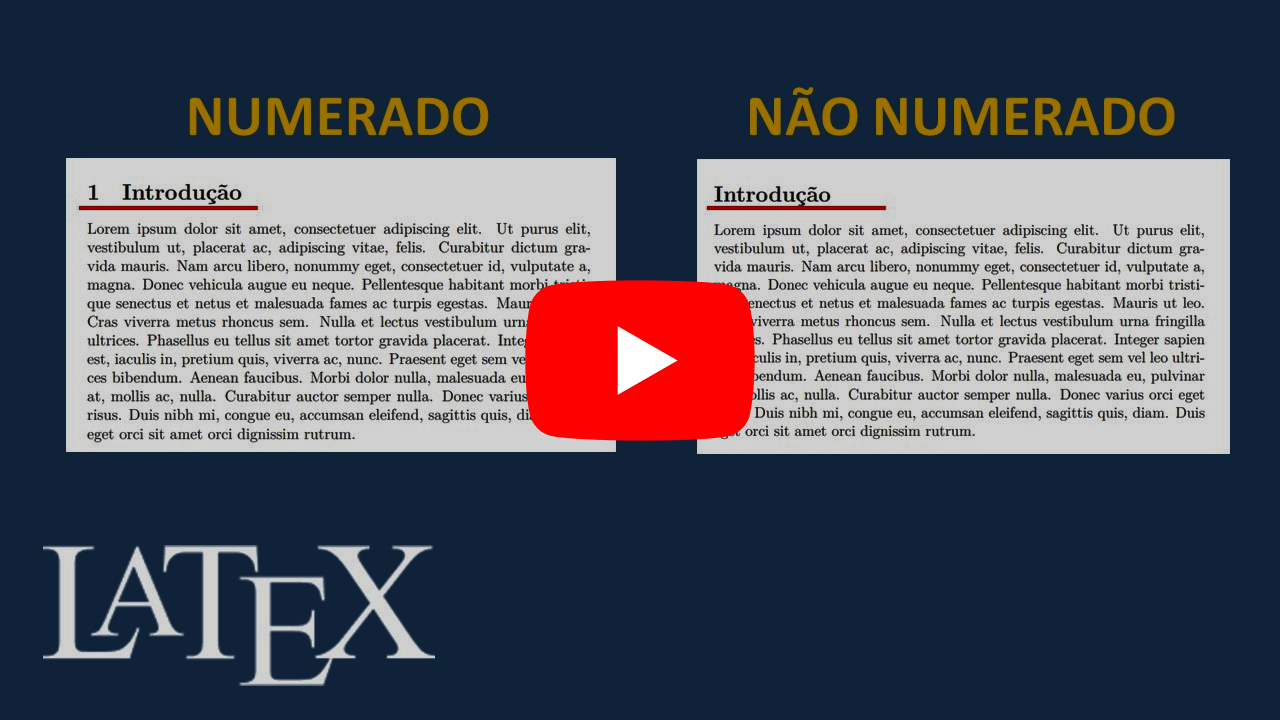 NUMERADO
1 Introdução
Lorem ipsum dolor sit amet, consectetuer adipiscing elit. Ut purus elit,
vestibulum ut, placerat ac, adipiscing vitae, felis. Curabitur dictum gra-
vida mauris. Nam arcu libero, nonummy eget, consectetuer id, vulputate a,
magna. Donec vehicula augue eu neque. Pellentesque habitant morbi
que senectus et netus et malesuada fames ac turpis egestas.
Cras viverra metus rhoncus sem. Nulla et lectus vestibulum
ultrices. Phasellus eu tellus sit amet tortor gravida placerat.
est, iaculis in, pretium quis, viverra ac, nunc. Praesent eget sem
ces bibendum. Aenean faucibus. Morbi dolor nulla, malesuada
at, mollis ac, nulla. Curabitur auctor semper nulla. Donec
risus. Duis nibh mi, congue eu, accumsan eleifend, sagittis quis,
eget orci sit amet orci dignissim rutrum.
NÃO NUMERADO
Introdução
Lorem ipsum dolor sit amet, consectetuer adipiscing elit. Ut purus elit,
vestibulum ut, placerat ac, adipiscing vitae, felis. Curabitur dictum gra-
vida mauris. Nam arcu libero, nonummy eget, consectetuer id, vulputate a,
magna. Donec vehicula augue eu neque. Pellentesque habitant morbi tristi-
et netus et malesuada fames ac turpis egestas. Mauris ut leo.
metus rhoncus sem. Nulla et lectus vestibulum urna fringilla
Phasellus eu tellus sit amet tortor gravida placerat. Integer sapien
in, pretium quis, viverra ac, nunc. Praesent eget sem vel leo ultri-
Aenean faucibus. Morbi dolor nulla, malesuada eu, pulvinar
ac, nulla. Curabitur auctor semper nulla. Donec varius orci eget
Duis nibh mi, congue eu, accumsan eleifend, sagittis quis, diam. Duis
orci sit amet orci dignissim rutrum.
LATEX